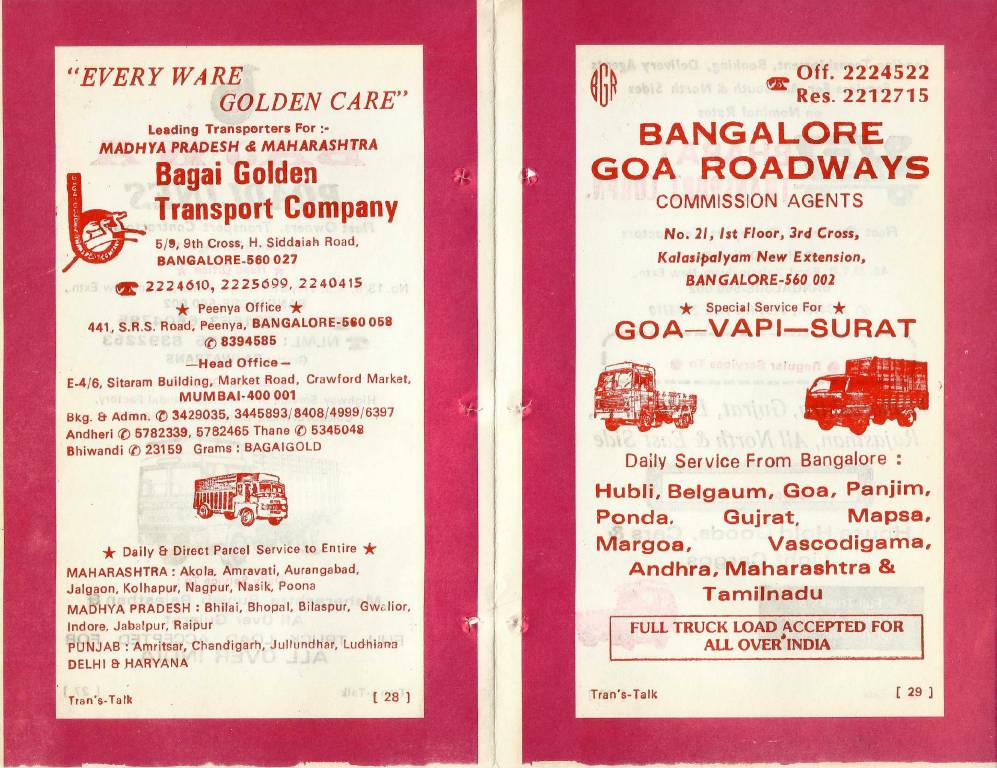 "EVERY WARE
GOLDEN CARE"
Leading Transporters For :-
MADHYA PRADESH & MAHARASHTRA
Bagai Golden
Transport Company
5/9, 9th Cross, H. Siddaiah Road,
BANGALORE-560 027
☎ 2224610, 2225699, 2240415
★ Peenya Office ★
441, S.R.S. Road, Peenya, BANGALORE-560 058
✆ 8394585
—Head Office—
E-4/6, Sitaram Building, Market Road, Crawford Market,
MUMBAI-400 001
Bkg. & Admn. ✆ 3429035, 3445893/8408/4999/6397
Andheri ✆ 5782339, 5782465 Thane ✆ 5345048
Bhiwandi ✆ 23159 Grams : BAGAIGOLD
★ Daily & Direct Parcel Service to Entire ★
MAHARASHTRA : Akola, Amravati, Aurangabad,
Jalgaon, Kolhapur, Nagpur, Nasik, Poona
MADHYA PRADESH : Bhilai, Bhopal, Bilaspur, Gwalior,
Indore, Jabalpur, Raipur
PUNJAB : Amritsar, Chandigarh, Jullundhar, Ludhiana
DELHI & HARYANA
Tran's-Talk [ 28 ]
BGR
☎ Off. 2224522
Res. 2212715
BANGALORE
GOA ROADWAYS
COMMISSION AGENTS
No. 21, Ist Floor, 3rd Cross,
Kalasipalyam New Extension,
BANGALORE-560 002
★ Special Service For ★
GOA—VAPI—SURAT
Daily Service From Bangalore :
Hubli, Belgaum, Goa, Panjim,
Ponda, Gujrat, Mapsa,
Margoa, Vascodigama,
Andhra, Maharashtra &
Tamilnadu
FULL TRUCK LOAD ACCEPTED FOR
ALL OVER INDIA
Tran's-Talk [ 29 ]